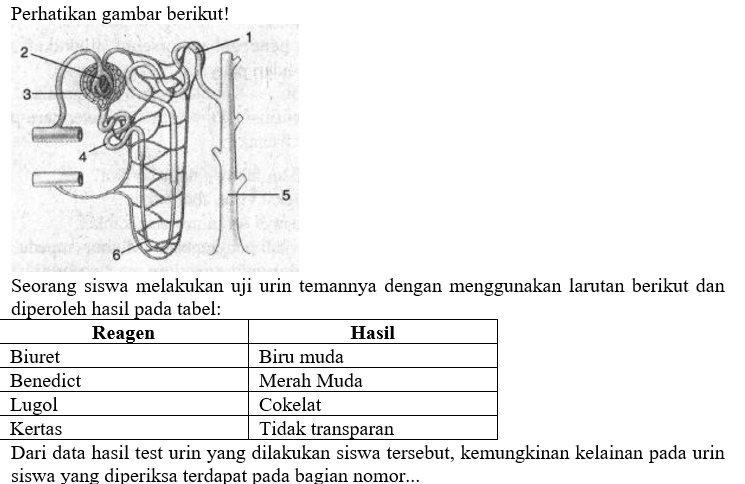 Perhatikan gambar berikut!
1
2
3
4
5
6
Seorang siswa melakukan uji urin temannya dengan menggunakan larutan berikut dan
diperoleh hasil pada tabel:
Reagen Hasil
Biuret Biru muda
Benedict Merah Muda
Lugol Cokelat
Kertas Tidak transparan
Dari data hasil test urin yang dilakukan siswa tersebut, kemungkinan kelainan pada urin
siswa yang diperiksa terdapat pada bagian nomor...